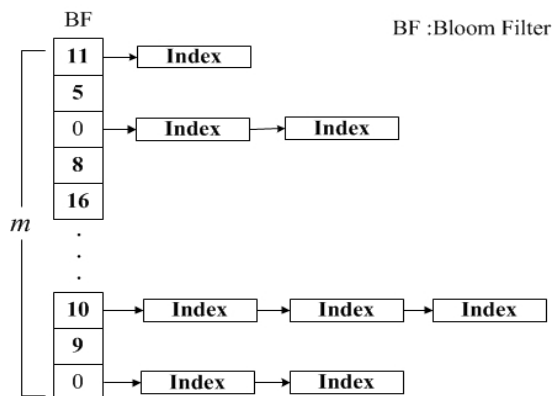 BF
BF :Bloom Filter
11 Index
5
0 Index Index
8
16
m
.
.
.
10 Index Index Index
9
0 Index Index